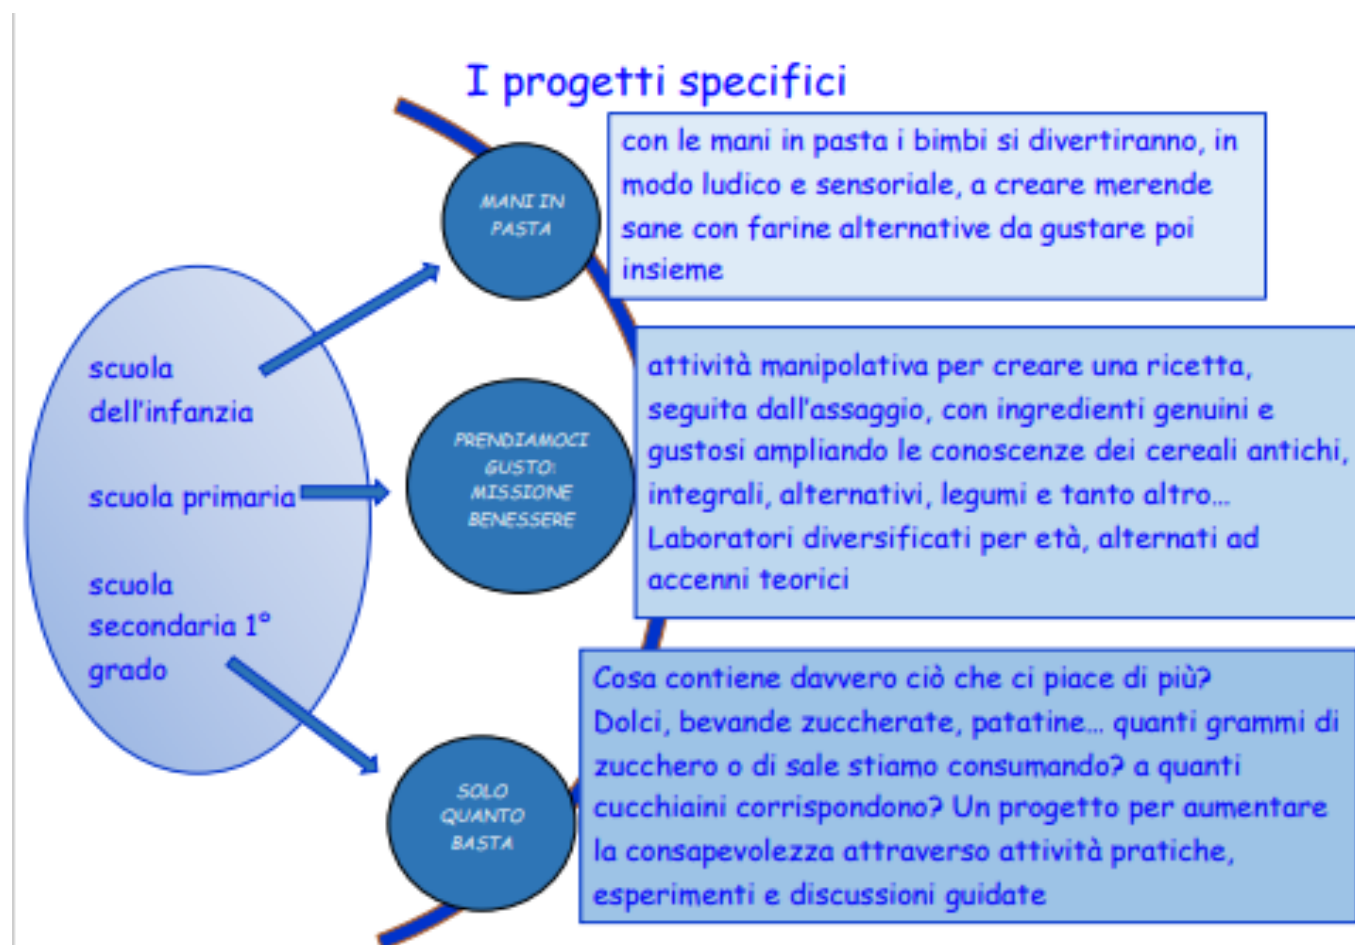 I progetti specifici
MANI IN
PASTA
con le mani in pasta i bimbi si divertiranno, in
modo ludico e sensoriale, a creare merende
sane con farine alternative da gustare poi
insieme
scuola
dell'infanzia
scuola primaria
scuola
secondaria 1°
grado
PRENDIAMOCI
GUSTO:
MISSIONE
BENESSERE
attività manipolativa per creare una ricetta,
seguita dall'assaggio, con ingredienti genuini e
gustosi ampliando le conoscenze dei cereali antichi,
integrali, alternativi, legumi e tanto altro...
Laboratori diversificati per età, alternati ad
accenni teorici
SOLO
QUANTO
BASTA
Cosa contiene davvero ciò che ci piace di più?
Dolci, bevande zuccherate, patatine... quanti grammi di
zucchero o di sale stiamo consumando? a quanti
cucchiaini corrispondono? Un progetto per aumentare
la consapevolezza attraverso attività pratiche,
esperimenti e discussioni guidate